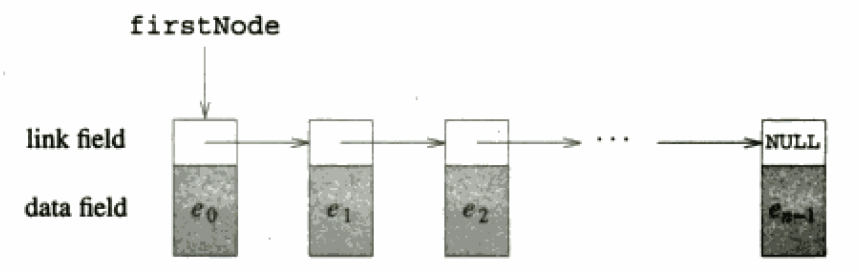 firstNode
link field ... NULL
data field e₀ e₁ e₂ eₙ₋₁